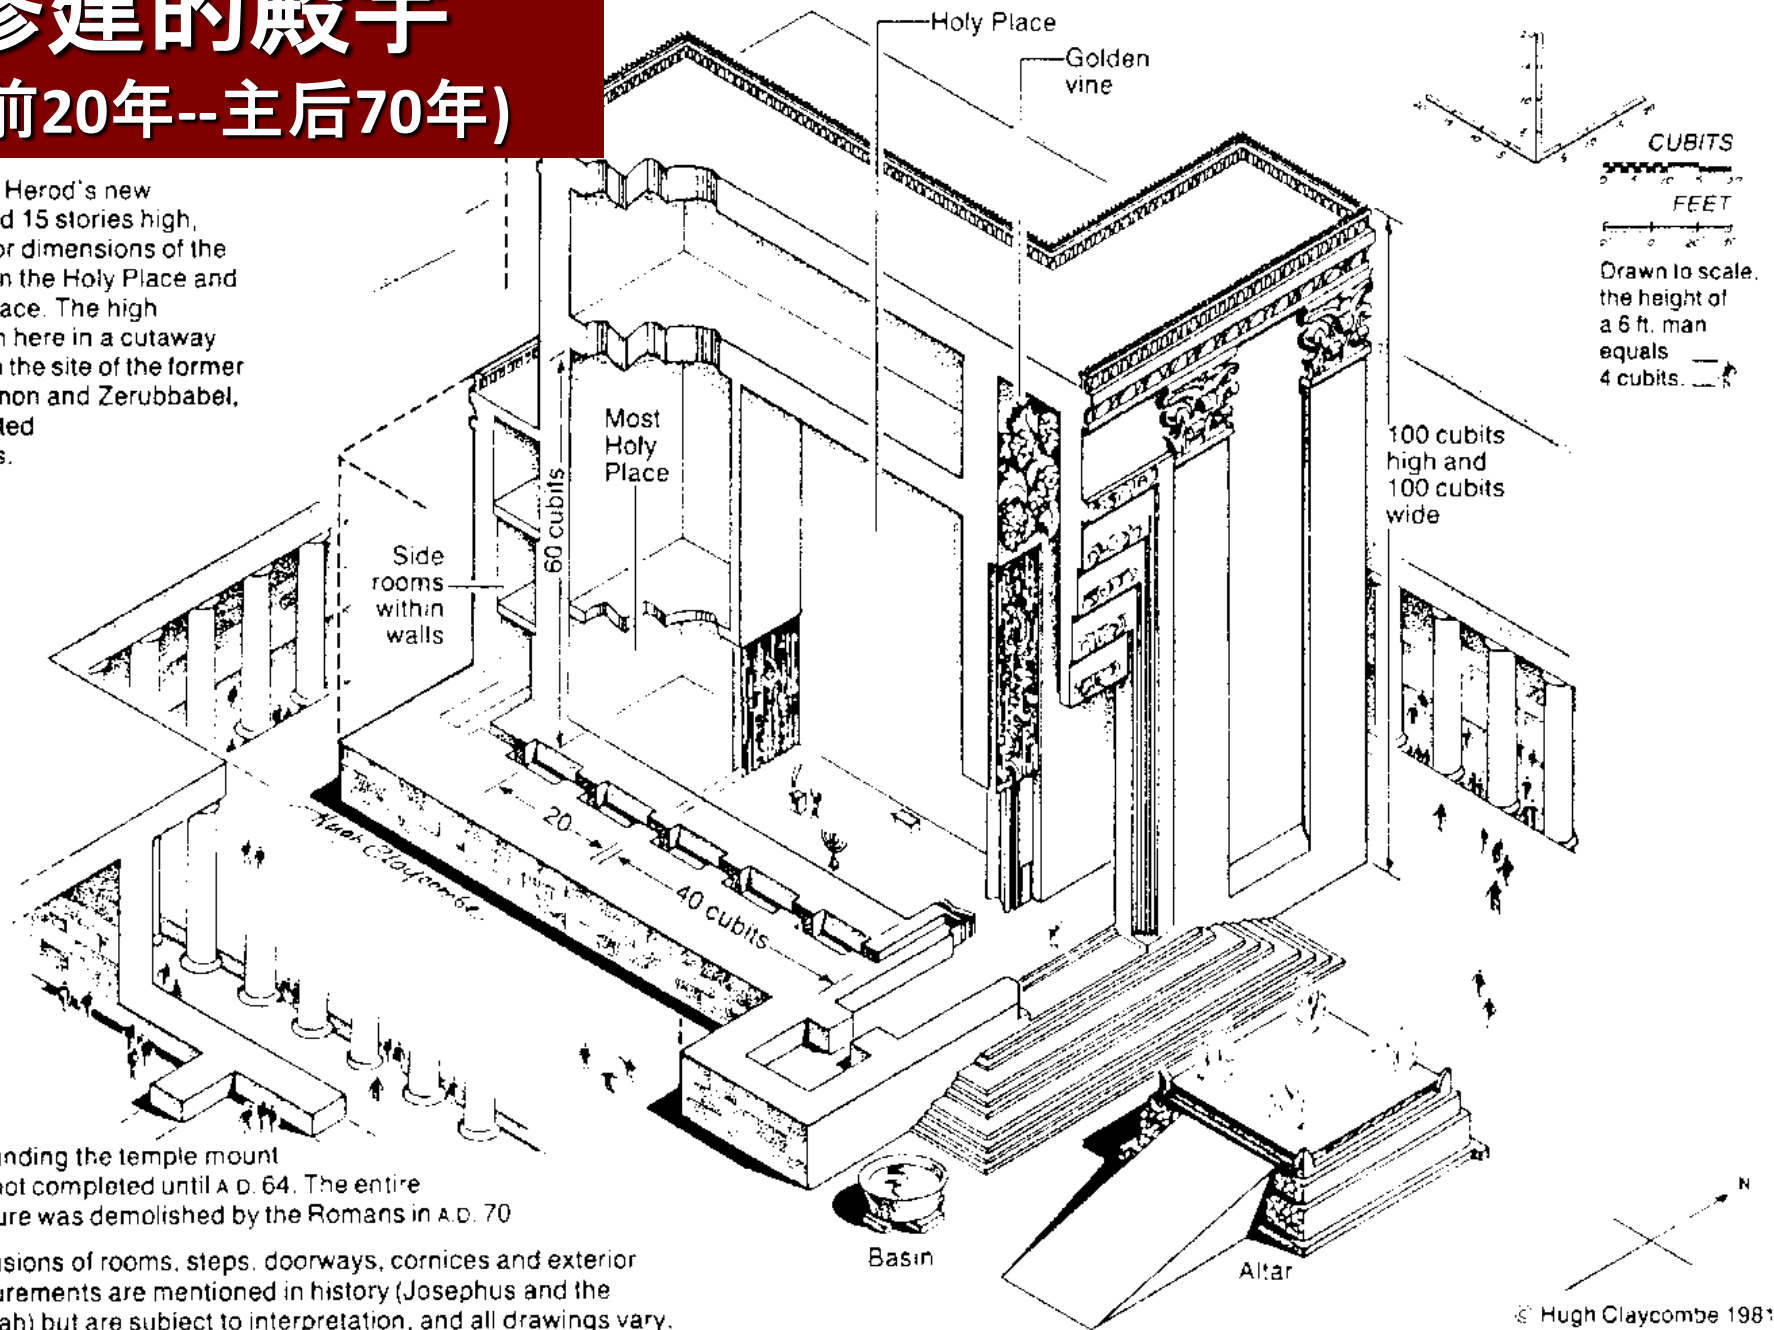 修建的殿宇
前20年--主后70年)
Herod's new
d 15 stories high,
or dimensions of the
n the Holy Place and
ace. The high
n here in a cutaway
n the site of the former
non and Zerubbabel,
ted
s.
Holy Place
Golden
vine
CUBITS
FEET
Drawn to scale,
the height of
a 6 ft. man
equals
4 cubits.
Most
Holy
Place
60 cubits
Side
rooms
within
walls
100 cubits
high and
100 cubits
wide
20
40 cubits
Hugh Claycombe
nding the temple mount
not completed until A.D. 64. The entire
ure was demolished by the Romans in A.D. 70
nsions of rooms, steps, doorways, cornices and exterior
urements are mentioned in history (Josephus and the
ah) but are subject to interpretation, and all drawings vary.
Basin
Altar
N
© Hugh Claycombe 1981